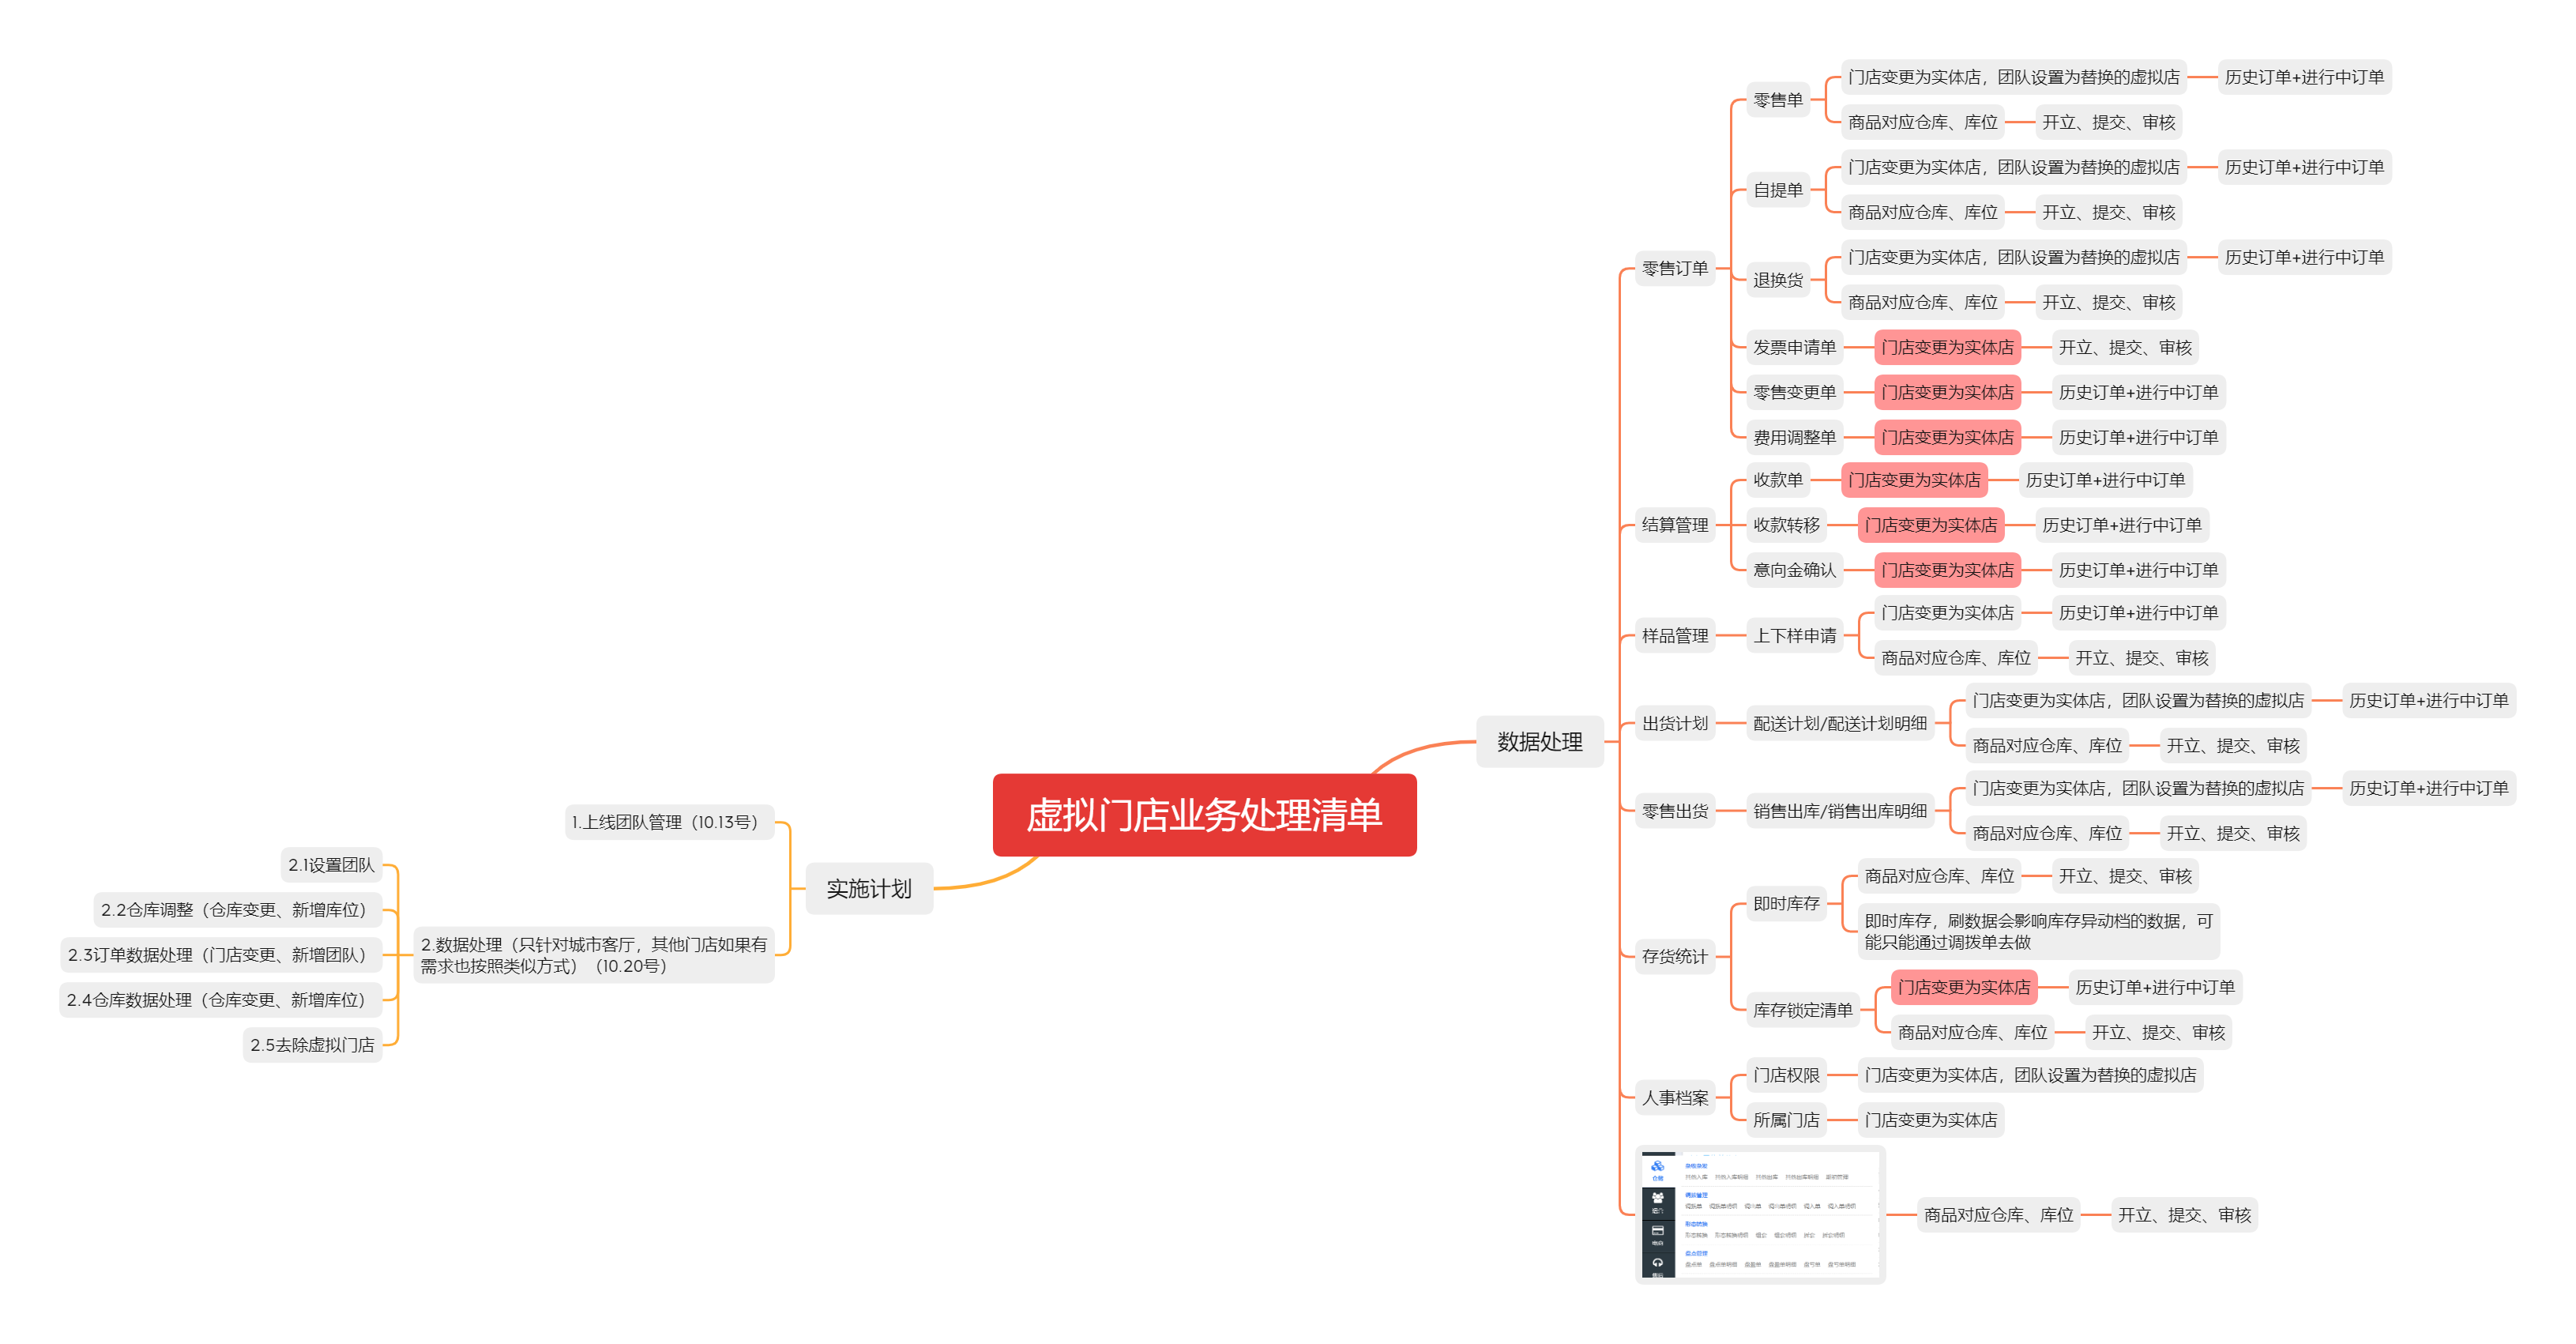 虚拟门店业务处理清单
数据处理
零售订单
零售单
门店变更为实体店，团队设置为替换的虚拟店
历史订单+进行中订单
商品对应仓库、库位
开立、提交、审核
自提单
门店变更为实体店，团队设置为替换的虚拟店
历史订单+进行中订单
商品对应仓库、库位
开立、提交、审核
退换货
门店变更为实体店，团队设置为替换的虚拟店
历史订单+进行中订单
商品对应仓库、库位
开立、提交、审核
发票申请单
门店变更为实体店
开立、提交、审核
零售变更单
门店变更为实体店
历史订单+进行中订单
费用调整单
门店变更为实体店
历史订单+进行中订单
结算管理
收款单
门店变更为实体店
历史订单+进行中订单
收款转移
门店变更为实体店
历史订单+进行中订单
意向金确认
门店变更为实体店
历史订单+进行中订单
样品管理
上下样申请
门店变更为实体店
历史订单+进行中订单
商品对应仓库、库位
开立、提交、审核
出货计划
配送计划/配送计划明细
门店变更为实体店，团队设置为替换的虚拟店
历史订单+进行中订单
商品对应仓库、库位
开立、提交、审核
零售出货
销售出库/销售出库明细
门店变更为实体店，团队设置为替换的虚拟店
历史订单+进行中订单
商品对应仓库、库位
开立、提交、审核
存货统计
即时库存
商品对应仓库、库位
开立、提交、审核
即时库存，刷数据会影响库存异动档的数据，可
能只能通过调拨单去做
库存锁定清单
门店变更为实体店
历史订单+进行中订单
商品对应仓库、库位
开立、提交、审核
人事档案
门店权限
门店变更为实体店，团队设置为替换的虚拟店
所属门店
门店变更为实体店
商品对应仓库、库位
开立、提交、审核
实施计划
1.上线团队管理（10.13号）
2.数据处理（只针对城市客厅，其他门店如果有
需求也按照类似方式）（10.20号）
2.1设置团队
2.2仓库调整（仓库变更、新增库位）
2.3订单数据处理（门店变更、新增团队）
2.4仓库数据处理（仓库变更、新增库位）
2.5去除虚拟门店